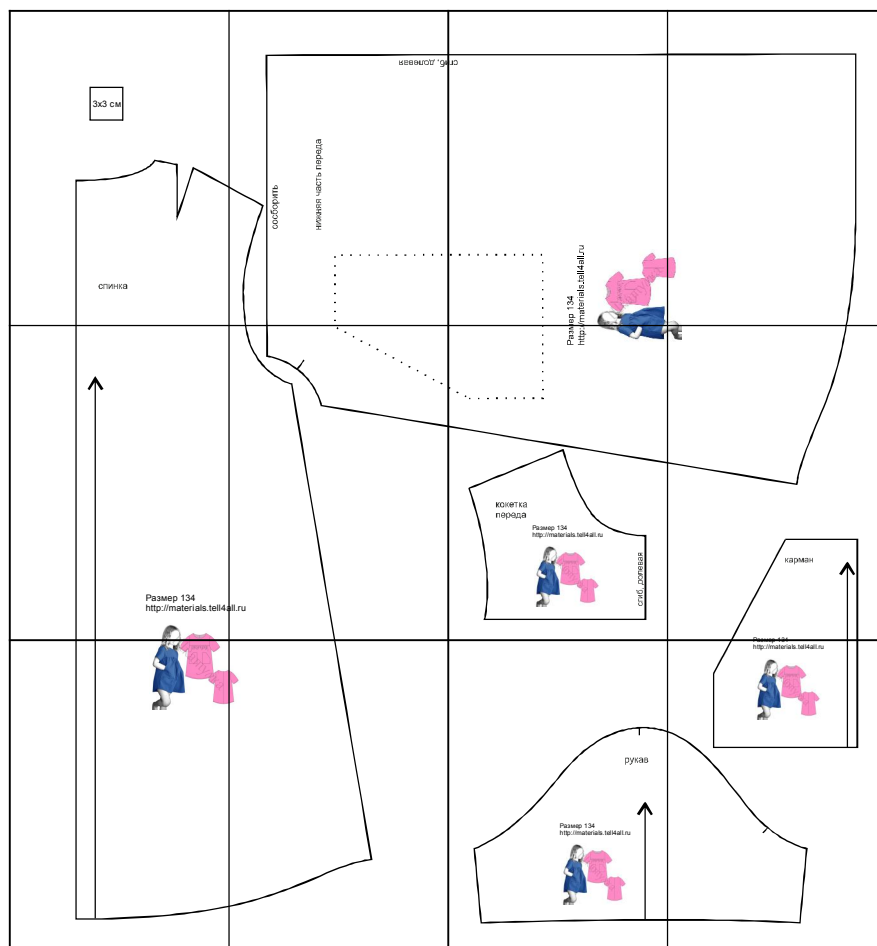 сгиб, долевая
3х3 см
сосборить
нижняя часть переда
спинка
Размер 134
http://materials.tell4all.ru
кокетка
переда
Размер 134
http://materials.tell4all.ru
сгиб, ролевая
карман
Размер 134
http://materials.tell4all.ru
Размер 134
http://materials.tell4all.ru
рукав
Размер 134
http://materials.tell4all.ru